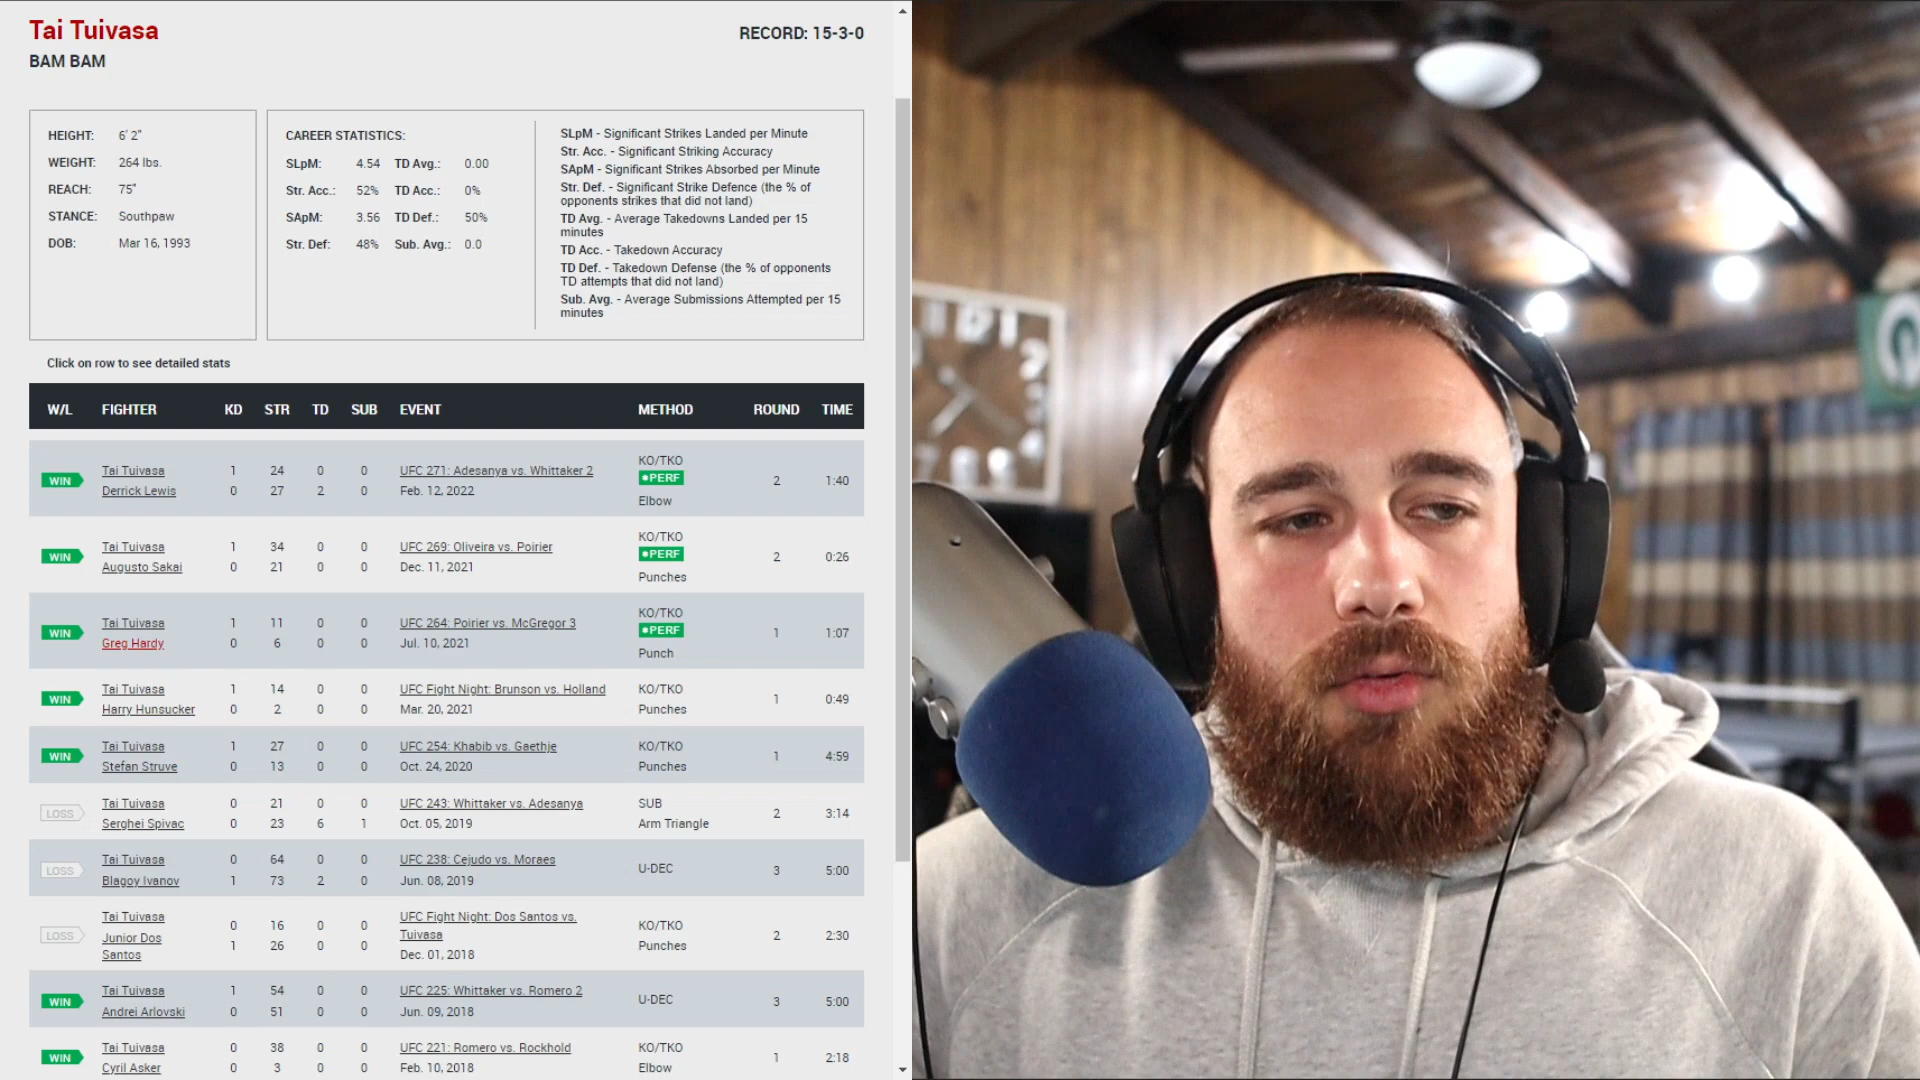 Tai Tuivasa
RECORD: 15-3-0
BAM BAM
HEIGHT: 6' 2"
WEIGHT: 264 lbs.
REACH: 75"
STANCE: Southpaw
DOB: Mar 16, 1993
CAREER STATISTICS:
SLpM: 4.54 TD Avg.: 0.00
Str. Acc.: 52% TD Acc.: 0%
SApM: 3.56 TD Def.: 50%
Str. Def: 48% Sub. Avg.: 0.0
SLpM - Significant Strikes Landed per Minute
Str. Acc. - Significant Striking Accuracy
SApM - Significant Strikes Absorbed per Minute
Str. Def. - Significant Strike Defence (the % of
opponents strikes that did not land)
TD Avg. - Average Takedowns Landed per 15
minutes
TD Acc. - Takedown Accuracy
TD Def. - Takedown Defense (the % of opponents
TD attempts that did not land)
Sub. Avg. - Average Submissions Attempted per 15
minutes
Click on row to see detailed stats
W/L FIGHTER KD STR TD SUB EVENT METHOD ROUND TIME
WIN
Tai Tuivasa 1 24 0 0 UFC 271: Adesanya vs. Whittaker 2
Derrick Lewis 0 27 2 0 Feb. 12, 2022
KO/TKO
PERF
Elbow
2 1:40
WIN
Tai Tuivasa 1 34 0 0 UFC 269: Oliveira vs. Poirier
Augusto Sakai 0 21 0 0 Dec. 11, 2021
KO/TKO
PERF
Punches
2 0:26
WIN
Tai Tuivasa 1 11 0 0 UFC 264: Poirier vs. McGregor 3
Greg Hardy 0 6 0 0 Jul. 10, 2021
KO/TKO
PERF
Punch
1 1:07
WIN
Tai Tuivasa 1 14 0 0 UFC Fight Night: Brunson vs. Holland KO/TKO
Harry Hunsucker 0 2 0 0 Mar. 20, 2021 Punches
1 0:49
WIN
Tai Tuivasa 1 27 0 0 UFC 254: Khabib vs. Gaethje KO/TKO
Stefan Struve 0 13 0 0 Oct. 24, 2020 Punches
1 4:59
LOSS
Tai Tuivasa 0 21 0 0 UFC 243: Whittaker vs. Adesanya SUB
Serghei Spivac 0 23 6 1 Oct. 05, 2019 Arm Triangle
2 3:14
LOSS
Tai Tuivasa 0 64 0 0 UFC 238: Cejudo vs. Moraes
Blagoy Ivanov 1 73 2 0 Jun. 08, 2019
U-DEC
3 5:00
LOSS
Tai Tuivasa 0 16 0 0 UFC Fight Night: Dos Santos vs.
Tuivasa
Junior Dos
Santos
1 26 0 0 Dec. 01, 2018
KO/TKO
Punches
2 2:30
WIN
Tai Tuivasa 1 54 0 0 UFC 225: Whittaker vs. Romero 2
Andrei Arlovski 0 51 0 0 Jun. 09, 2018
U-DEC
3 5:00
WIN
Tai Tuivasa 0 38 0 0 UFC 221: Romero vs. Rockhold KO/TKO
Cyril Asker 0 3 0 0 Feb. 10, 2018 Elbow
1 2:18